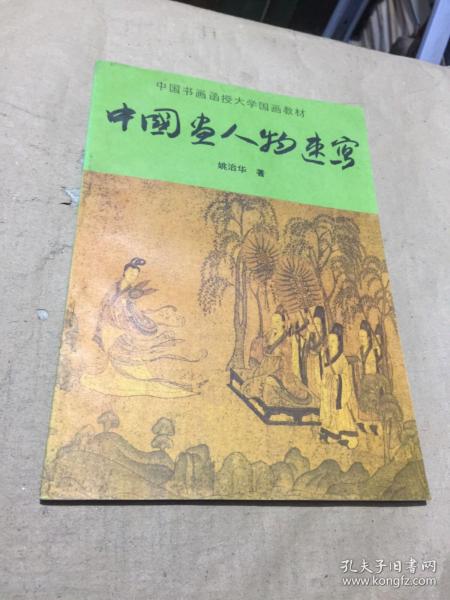 中国书画函授大学国画教材
中國画人物速写
姚治华 著
孔夫子旧书网
www.kongfz.com